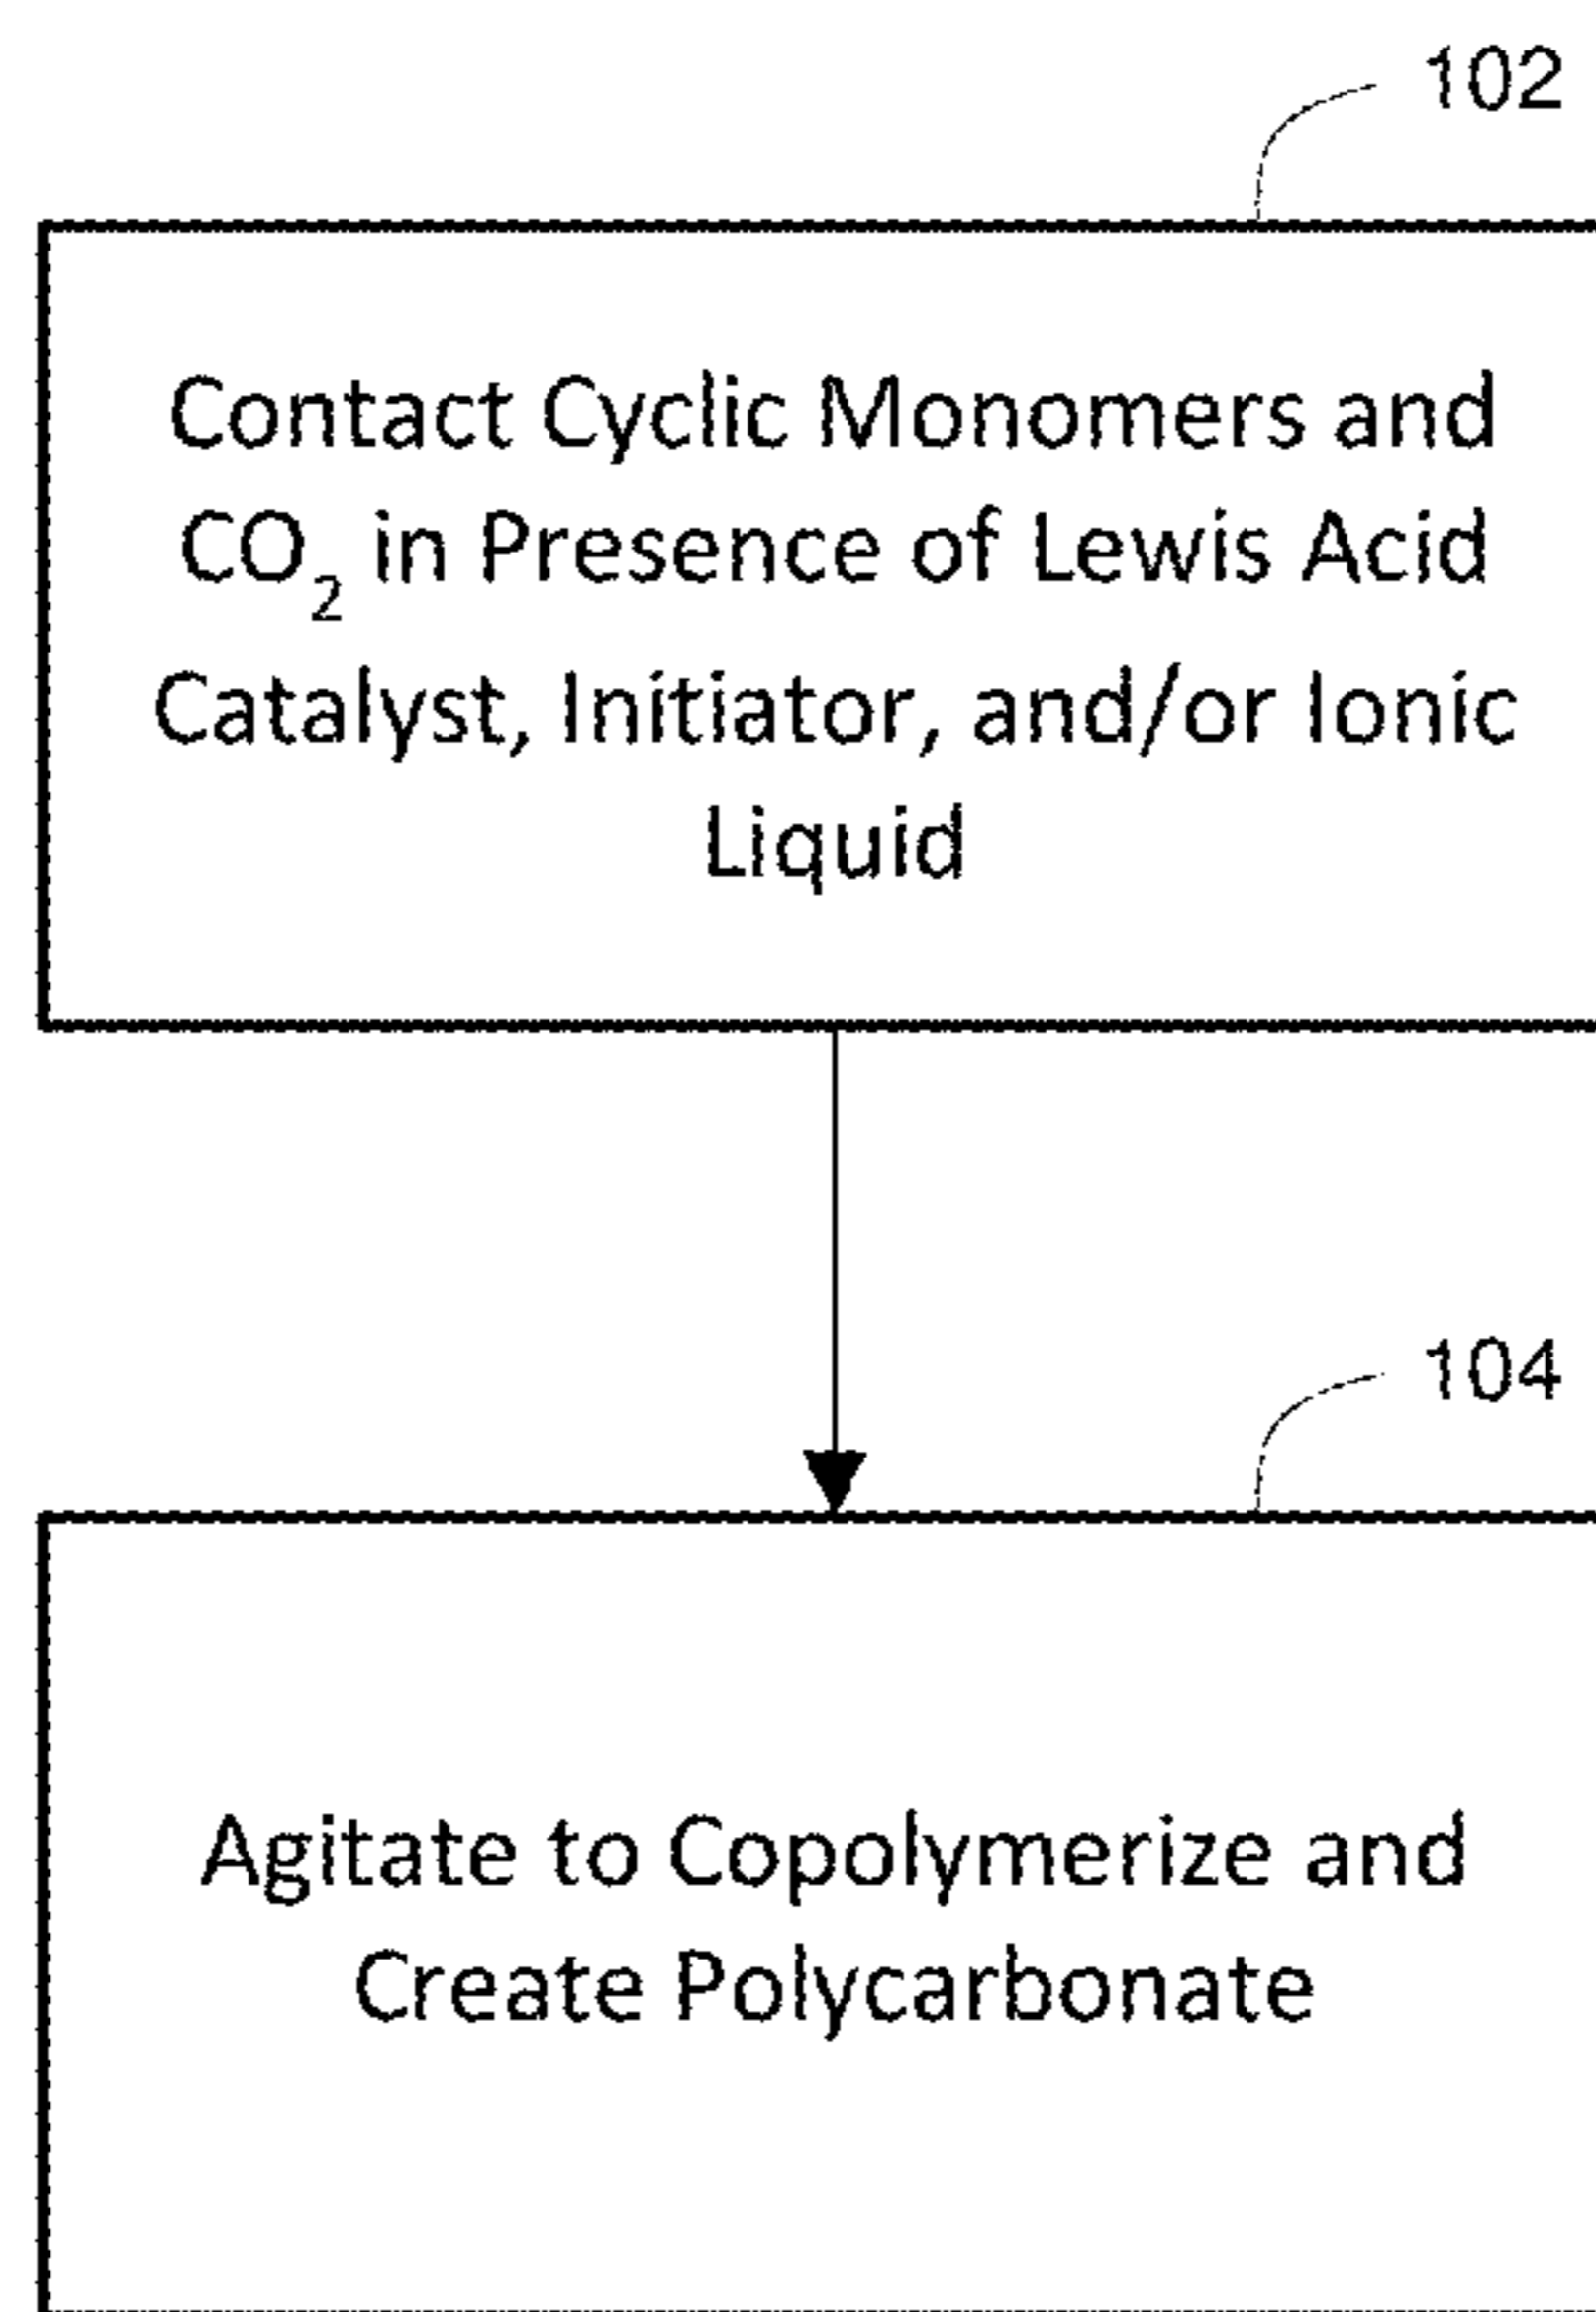 102
Contact Cyclic Monomers and
CO₂ in Presence of Lewis Acid
Catalyst, Initiator, and/or Ionic
Liquid
104
Agitate to Copolymerize and
Create Polycarbonate